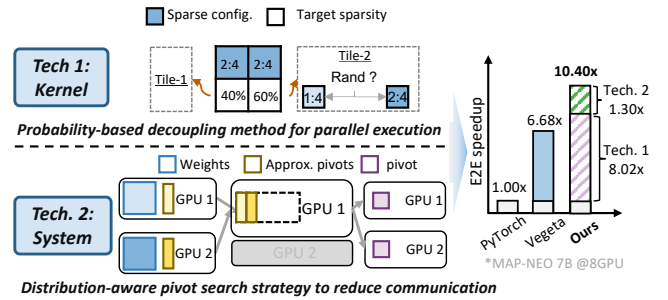 Sparse config. Target sparsity
Tech 1:
Kernel
Tile-1
2:4 2:4
40% 60%
Tile-2
Rand ?
1:4 2:4
Probability-based decoupling method for parallel execution
Weights Approx. pivots pivot
Tech. 2:
System
GPU 1
GPU 2
GPU 1
GPU 2
GPU 1
GPU 2
Distribution-aware pivot search strategy to reduce communication
E2E speedup
1.00x
6.68x
10.40x
Tech. 2
1.30x
Tech. 1
8.02x
PyTorch
Vegeta
Ours
*MAP-NEO 7B @8GPU